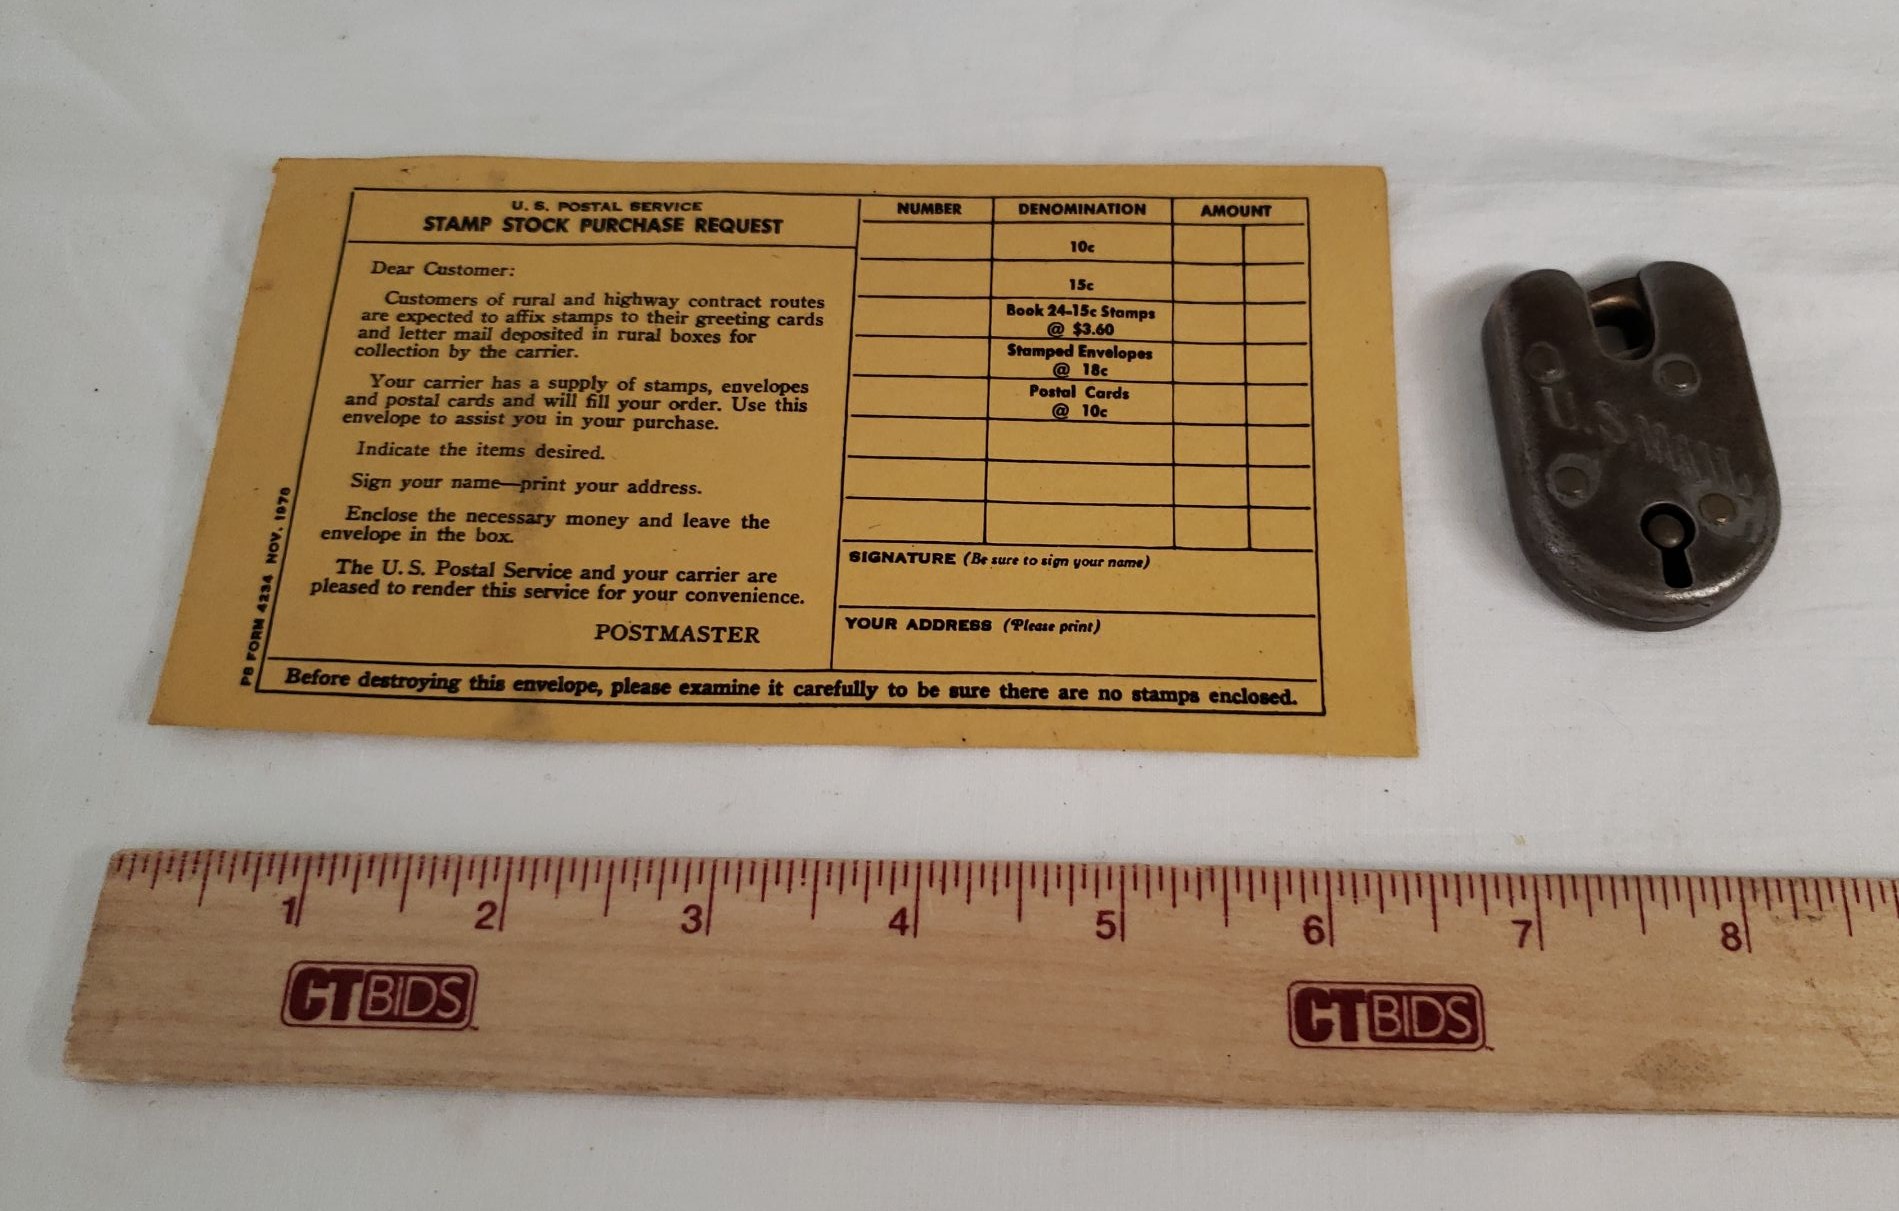 U. S. POSTAL SERVICE
STAMP STOCK PURCHASE REQUEST
Dear Customer:
Customers of rural and highway contract routes
are expected to affix stamps to their greeting cards
and letter mail deposited in rural boxes for
collection by the carrier.
Your carrier has a supply of stamps, envelopes
and postal cards and will fill your order. Use this
envelope to assist you in your purchase.
Indicate the items desired.
Sign your name—print your address.
Enclose the necessary money and leave the
envelope in the box.
The U. S. Postal Service and your carrier are
pleased to render this service for your convenience.
POSTMASTER
PS FORM 4234 NOV. 1978
NUMBER DENOMINATION AMOUNT
10c
15c
Book 24-15c Stamps
@ $3.60
Stamped Envelopes
@ 18c
Postal Cards
@ 10c
SIGNATURE (Be sure to sign your name)
YOUR ADDRESS (Please print)
Before destroying this envelope, please examine it carefully to be sure there are no stamps enclosed.
U.S. MAIL
1 2 3 4 5 6 7 8
CTBIDS CTBIDS